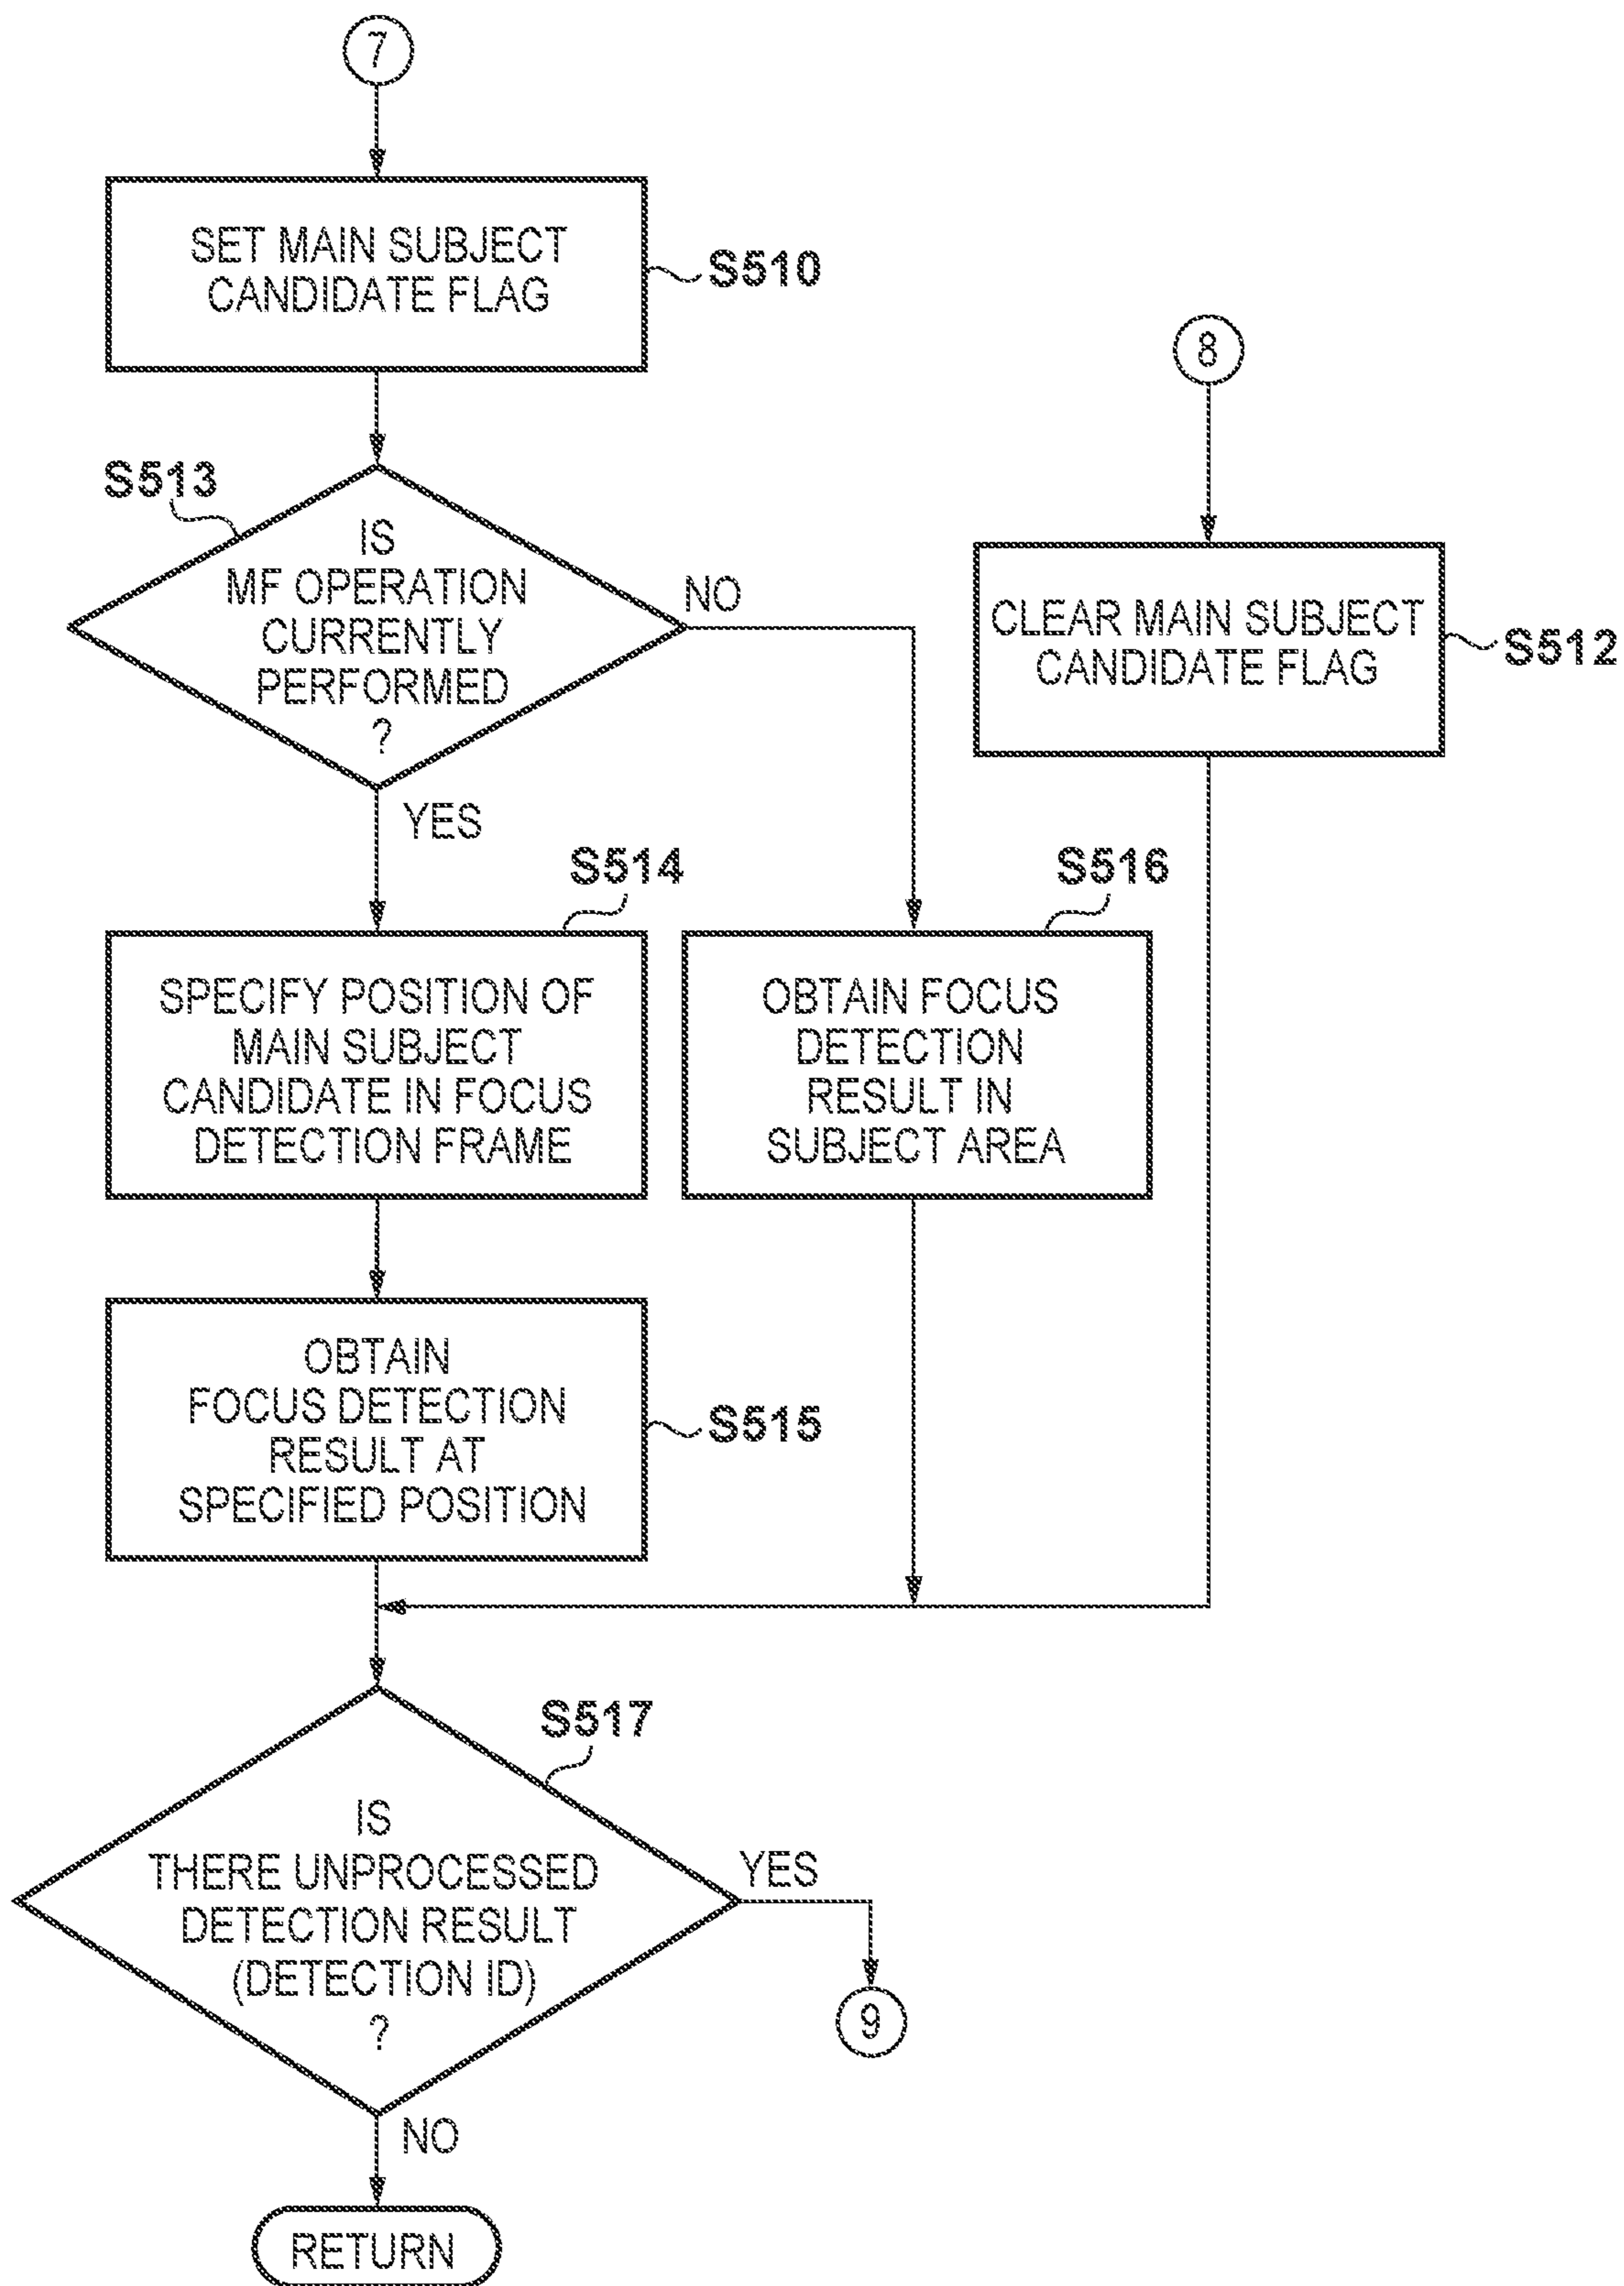 7
SET MAIN SUBJECT
CANDIDATE FLAG
S510
8
S513
IS
MF OPERATION
CURRENTLY
PERFORMED
?
NO
YES
CLEAR MAIN SUBJECT
CANDIDATE FLAG
S512
S514
SPECIFY POSITION OF
MAIN SUBJECT
CANDIDATE IN FOCUS
DETECTION FRAME
S516
OBTAIN FOCUS
DETECTION
RESULT IN
SUBJECT AREA
OBTAIN
FOCUS DETECTION
RESULT AT
SPECIFIED POSITION
S515
S517
IS
THERE UNPROCESSED
DETECTION RESULT
(DETECTION ID)
?
YES
9
NO
RETURN